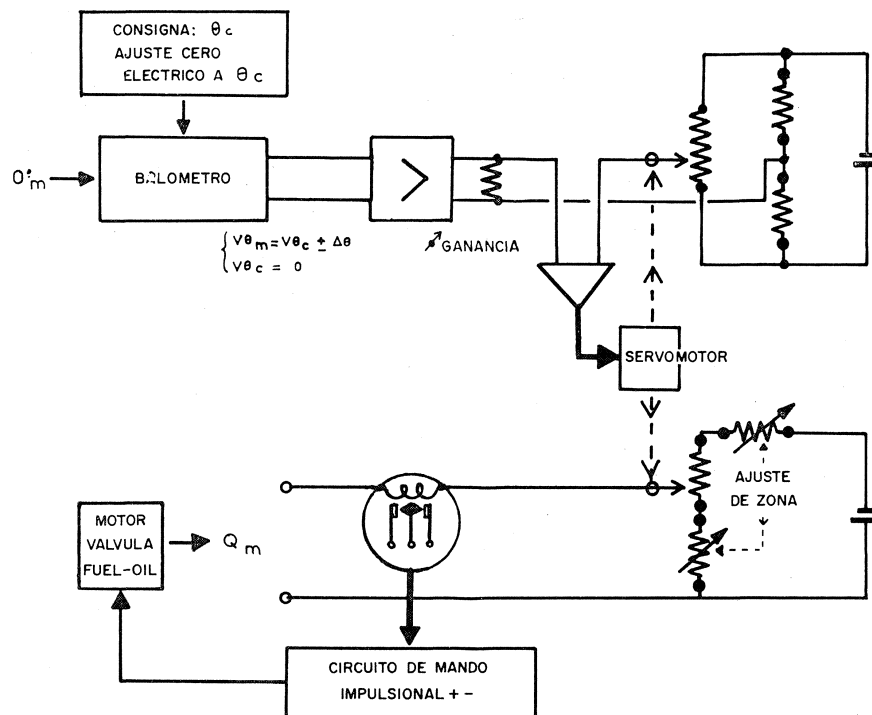 CONSIGNA: θc
AJUSTE CERO
ELECTRICO A θc
θ'm
BOLOMETRO
Vθm = Vθc ± Δθ
Vθc = 0
GANANCIA
SERVOMOTOR
AJUSTE
DE ZONA
MOTOR
VALVULA
FUEL-OIL
Qm
CIRCUITO DE MANDO
IMPULSIONAL + -